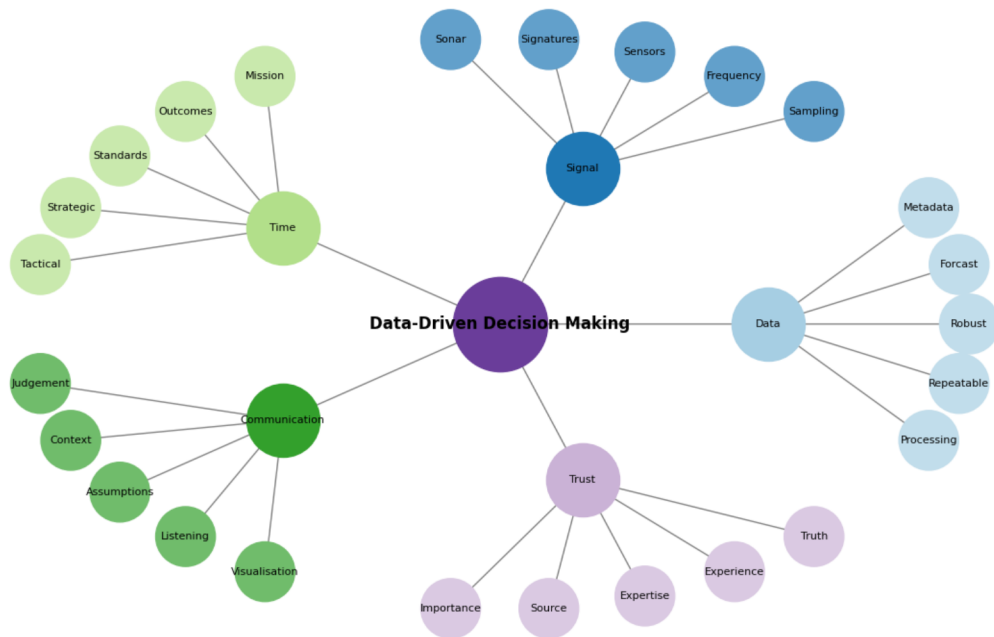 Sonar
Signatures
Sensors
Frequency
Sampling
Mission
Outcomes
Standards
Strategic
Tactical
Time
Signal
Metadata
Forcast
Robust
Repeatable
Processing
Data
Data-Driven Decision Making
Judgement
Context
Assumptions
Listening
Visualisation
Communication
Trust
Importance
Source
Expertise
Experience
Truth